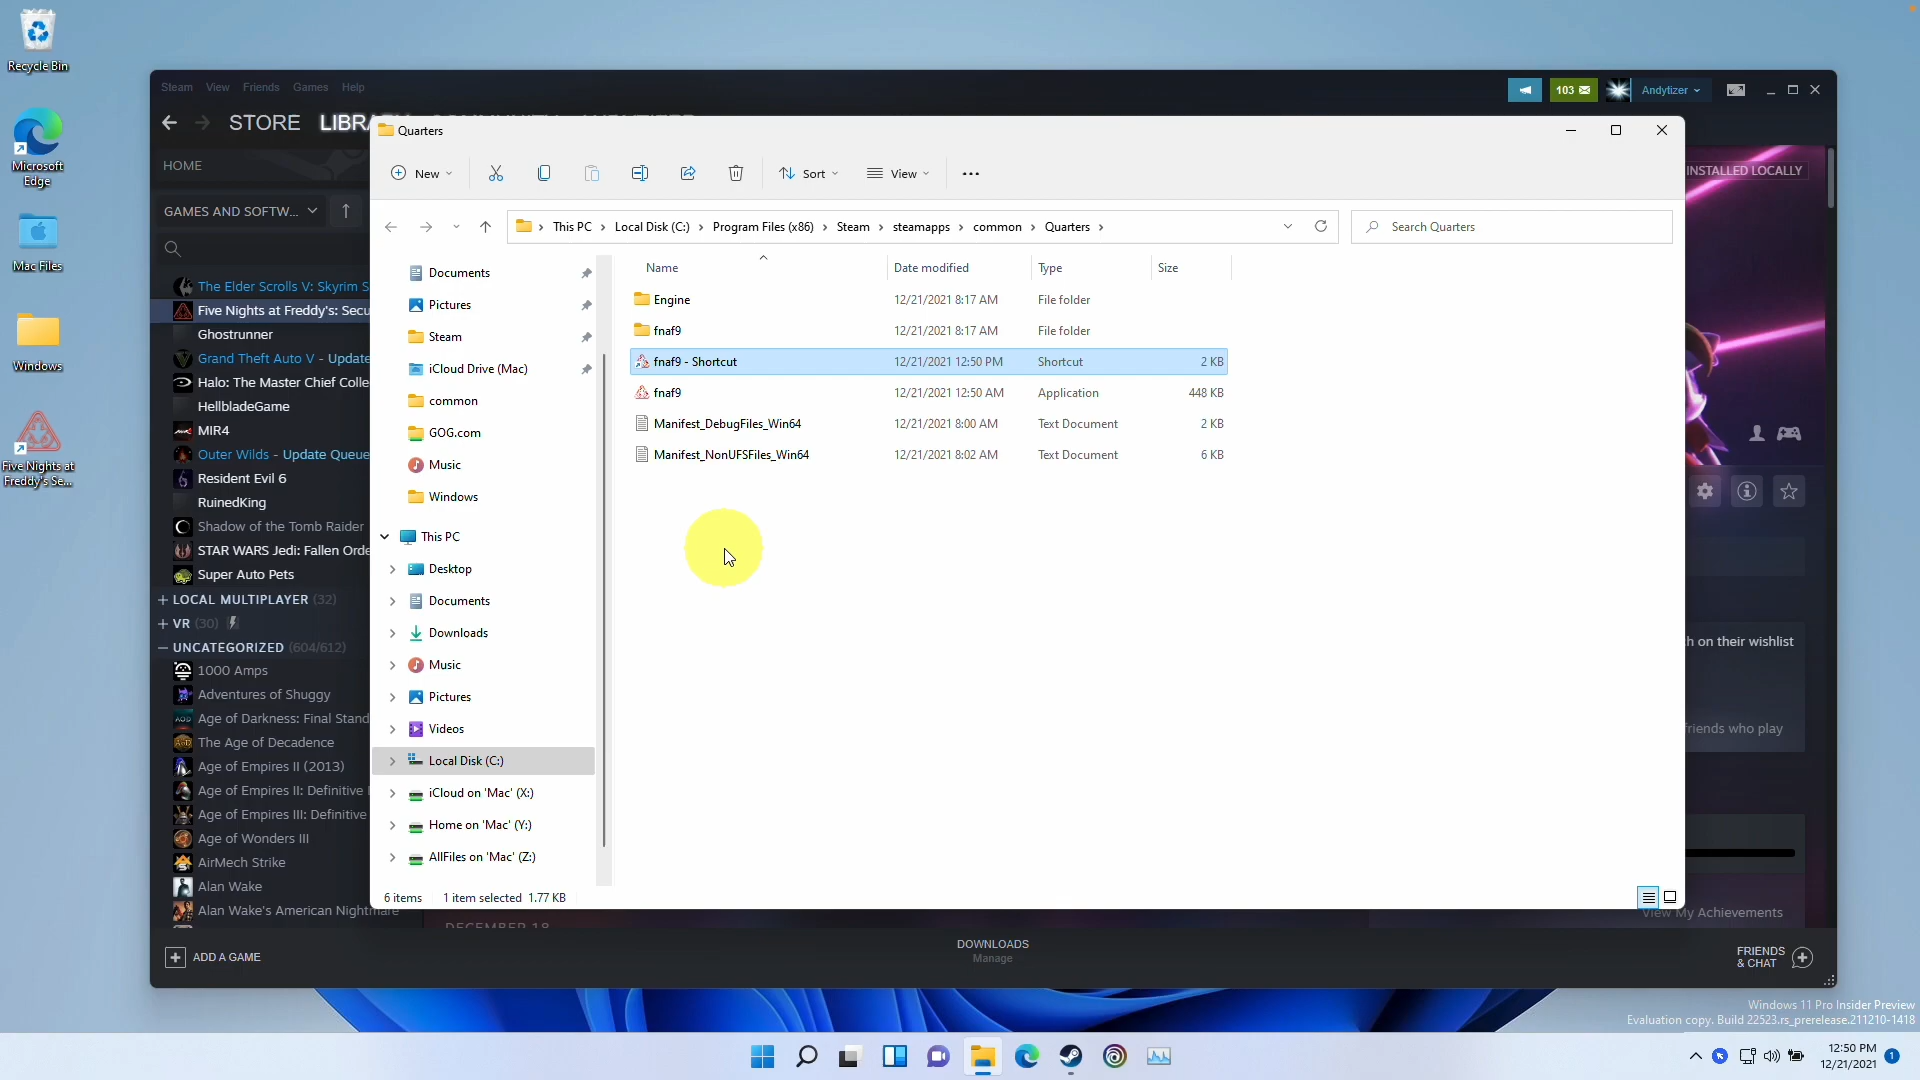 Recycle Bin
Microsoft
Edge
Mac Files
Windows
Five Nights at
Freddy's Se...
Steam View Friends Games Help
103
Andytizer
STORE LIBRA
HOME
GAMES AND SOFTW...
The Elder Scrolls V: Skyrim S
Five Nights at Freddy's: Secu
Ghostrunner
Grand Theft Auto V - Update
Halo: The Master Chief Colle
HellbladeGame
MIR4
Outer Wilds - Update Queue
Resident Evil 6
RuinedKing
Shadow of the Tomb Raider
STAR WARS Jedi: Fallen Orde
Super Auto Pets
+ LOCAL MULTIPLAYER (32)
+ VR (30)
— UNCATEGORIZED (604/612)
1000 Amps
Adventures of Shuggy
Age of Darkness: Final Stand
The Age of Decadence
Age of Empires II (2013)
Age of Empires II: Definitive
Age of Empires III: Definitive
Age of Wonders III
AirMech Strike
Alan Wake
Alan Wake's American Nightmare
ADD A GAME
Quarters
New Sort View
This PC > Local Disk (C:) > Program Files (x86) > Steam > steamapps > common > Quarters >
Search Quarters
Documents
Pictures
Steam
iCloud Drive (Mac)
common
GOG.com
Music
Windows
This PC
Desktop
Documents
Downloads
Music
Pictures
Videos
Local Disk (C:)
iCloud on 'Mac' (X:)
Home on 'Mac' (Y:)
AllFiles on 'Mac' (Z:)
Name Date modified Type Size
Engine 12/21/2021 8:17 AM File folder
fnaf9 12/21/2021 8:17 AM File folder
fnaf9 - Shortcut 12/21/2021 12:50 PM Shortcut 2 KB
fnaf9 12/21/2021 12:50 AM Application 448 KB
Manifest_DebugFiles_Win64 12/21/2021 8:00 AM Text Document 2 KB
Manifest_NonUFSFiles_Win64 12/21/2021 8:02 AM Text Document 6 KB
6 items 1 item selected 1.77 KB
INSTALLED LOCALLY
h on their wishlist
friends who play
View My Achievements
DECEMBER 18
DOWNLOADS
Manage
FRIENDS
& CHAT
Windows 11 Pro Insider Preview
Evaluation copy. Build 22523.rs_prerelease.211210-1418
12:50 PM
12/21/2021
1